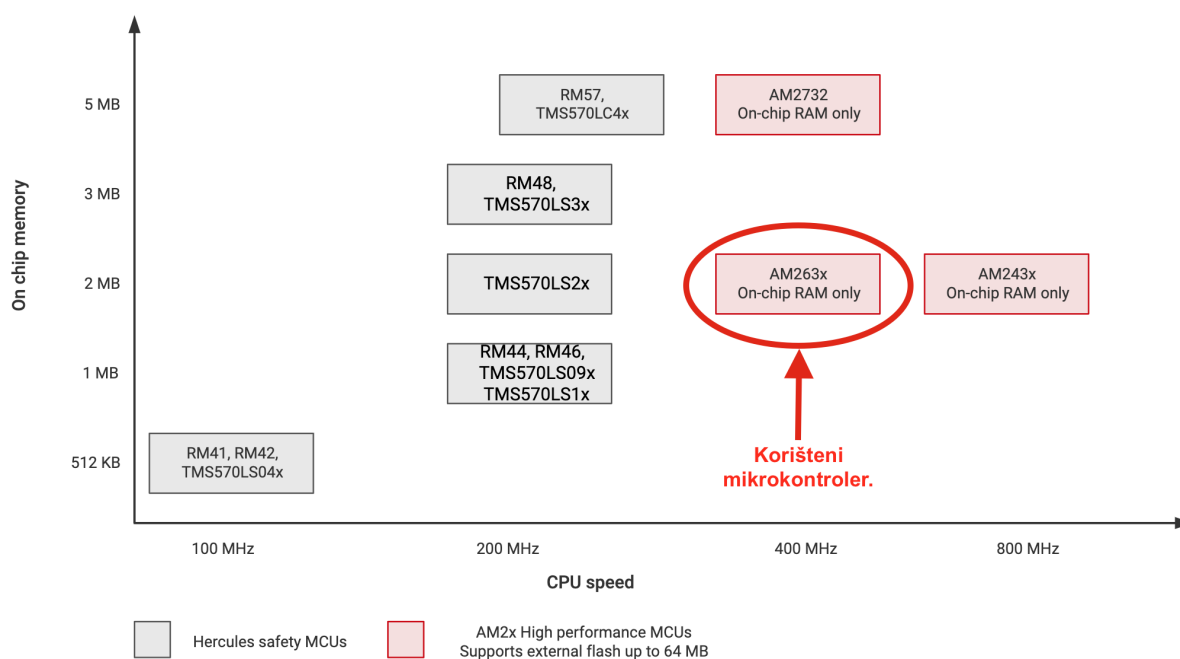 On chip memory
5 MB
RM57,
TMS570LC4x
AM2732
On-chip RAM only
3 MB
RM48,
TMS570LS3x
2 MB
TMS570LS2x
AM263x
On-chip RAM only
AM243x
On-chip RAM only
1 MB
RM44, RM46,
TMS570LS09x
TMS570LS1x
512 KB
RM41, RM42,
TMS570LS04x
Korišteni
mikrokontroler.
100 MHz
200 MHz
400 MHz
800 MHz
CPU speed
Hercules safety MCUs
AM2x High performance MCUs
Supports external flash up to 64 MB